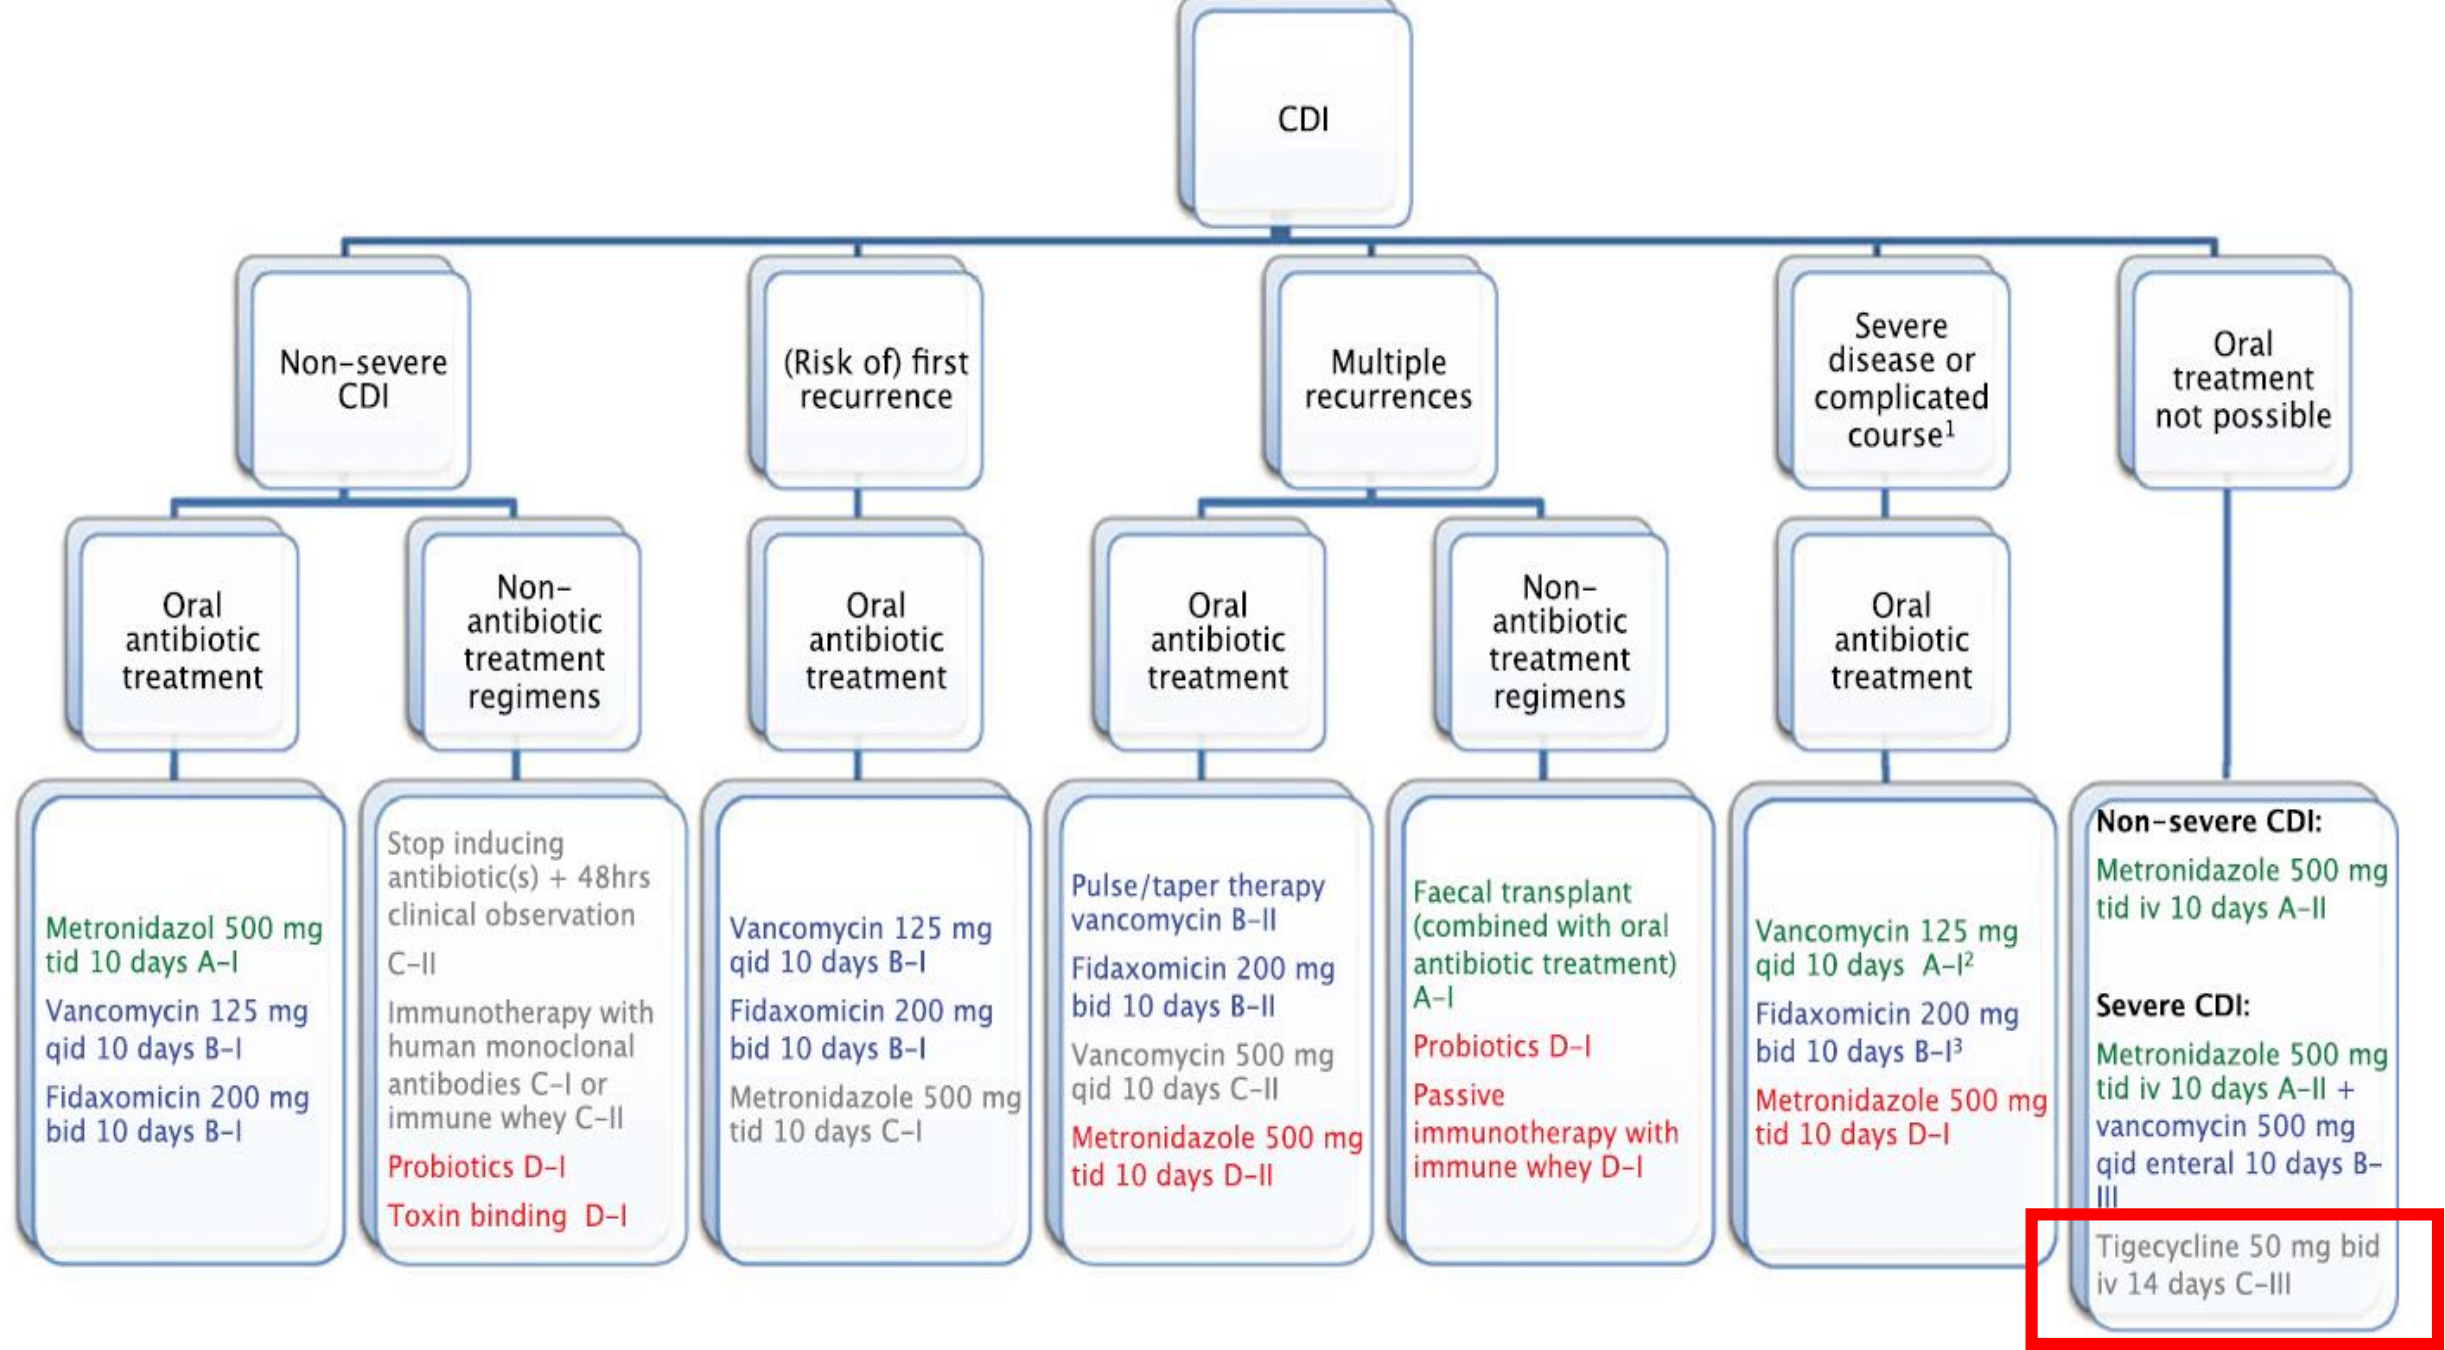 CDI
Non-severe
CDI
(Risk of) first
recurrence
Multiple
recurrences
Severe
disease or
complicated
course¹
Oral
treatment
not possible
Oral
antibiotic
treatment
Non-
antibiotic
treatment
regimens
Oral
antibiotic
treatment
Oral
antibiotic
treatment
Non-
antibiotic
treatment
regimens
Oral
antibiotic
treatment
Metronidazol 500 mg
tid 10 days A-I
Vancomycin 125 mg
qid 10 days B-I
Fidaxomicin 200 mg
bid 10 days B-I
Stop inducing
antibiotic(s) + 48hrs
clinical observation
C-II
Immunotherapy with
human monoclonal
antibodies C-I or
immune whey C-II
Probiotics D-I
Toxin binding D-I
Vancomycin 125 mg
qid 10 days B-I
Fidaxomicin 200 mg
bid 10 days B-I
Metronidazole 500 mg
tid 10 days C-I
Pulse/taper therapy
vancomycin B-II
Fidaxomicin 200 mg
bid 10 days B-II
Vancomycin 500 mg
qid 10 days C-II
Metronidazole 500 mg
tid 10 days D-II
Faecal transplant
(combined with oral
antibiotic treatment)
A-I
Probiotics D-I
Passive
immunotherapy with
immune whey D-I
Vancomycin 125 mg
qid 10 days A-I²
Fidaxomicin 200 mg
bid 10 days B-I³
Metronidazole 500 mg
tid 10 days D-I
Non-severe CDI:
Metronidazole 500 mg
tid iv 10 days A-II
Severe CDI:
Metronidazole 500 mg
tid iv 10 days A-II +
vancomycin 500 mg
qid enteral 10 days B-
III
Tigecycline 50 mg bid
iv 14 days C-III